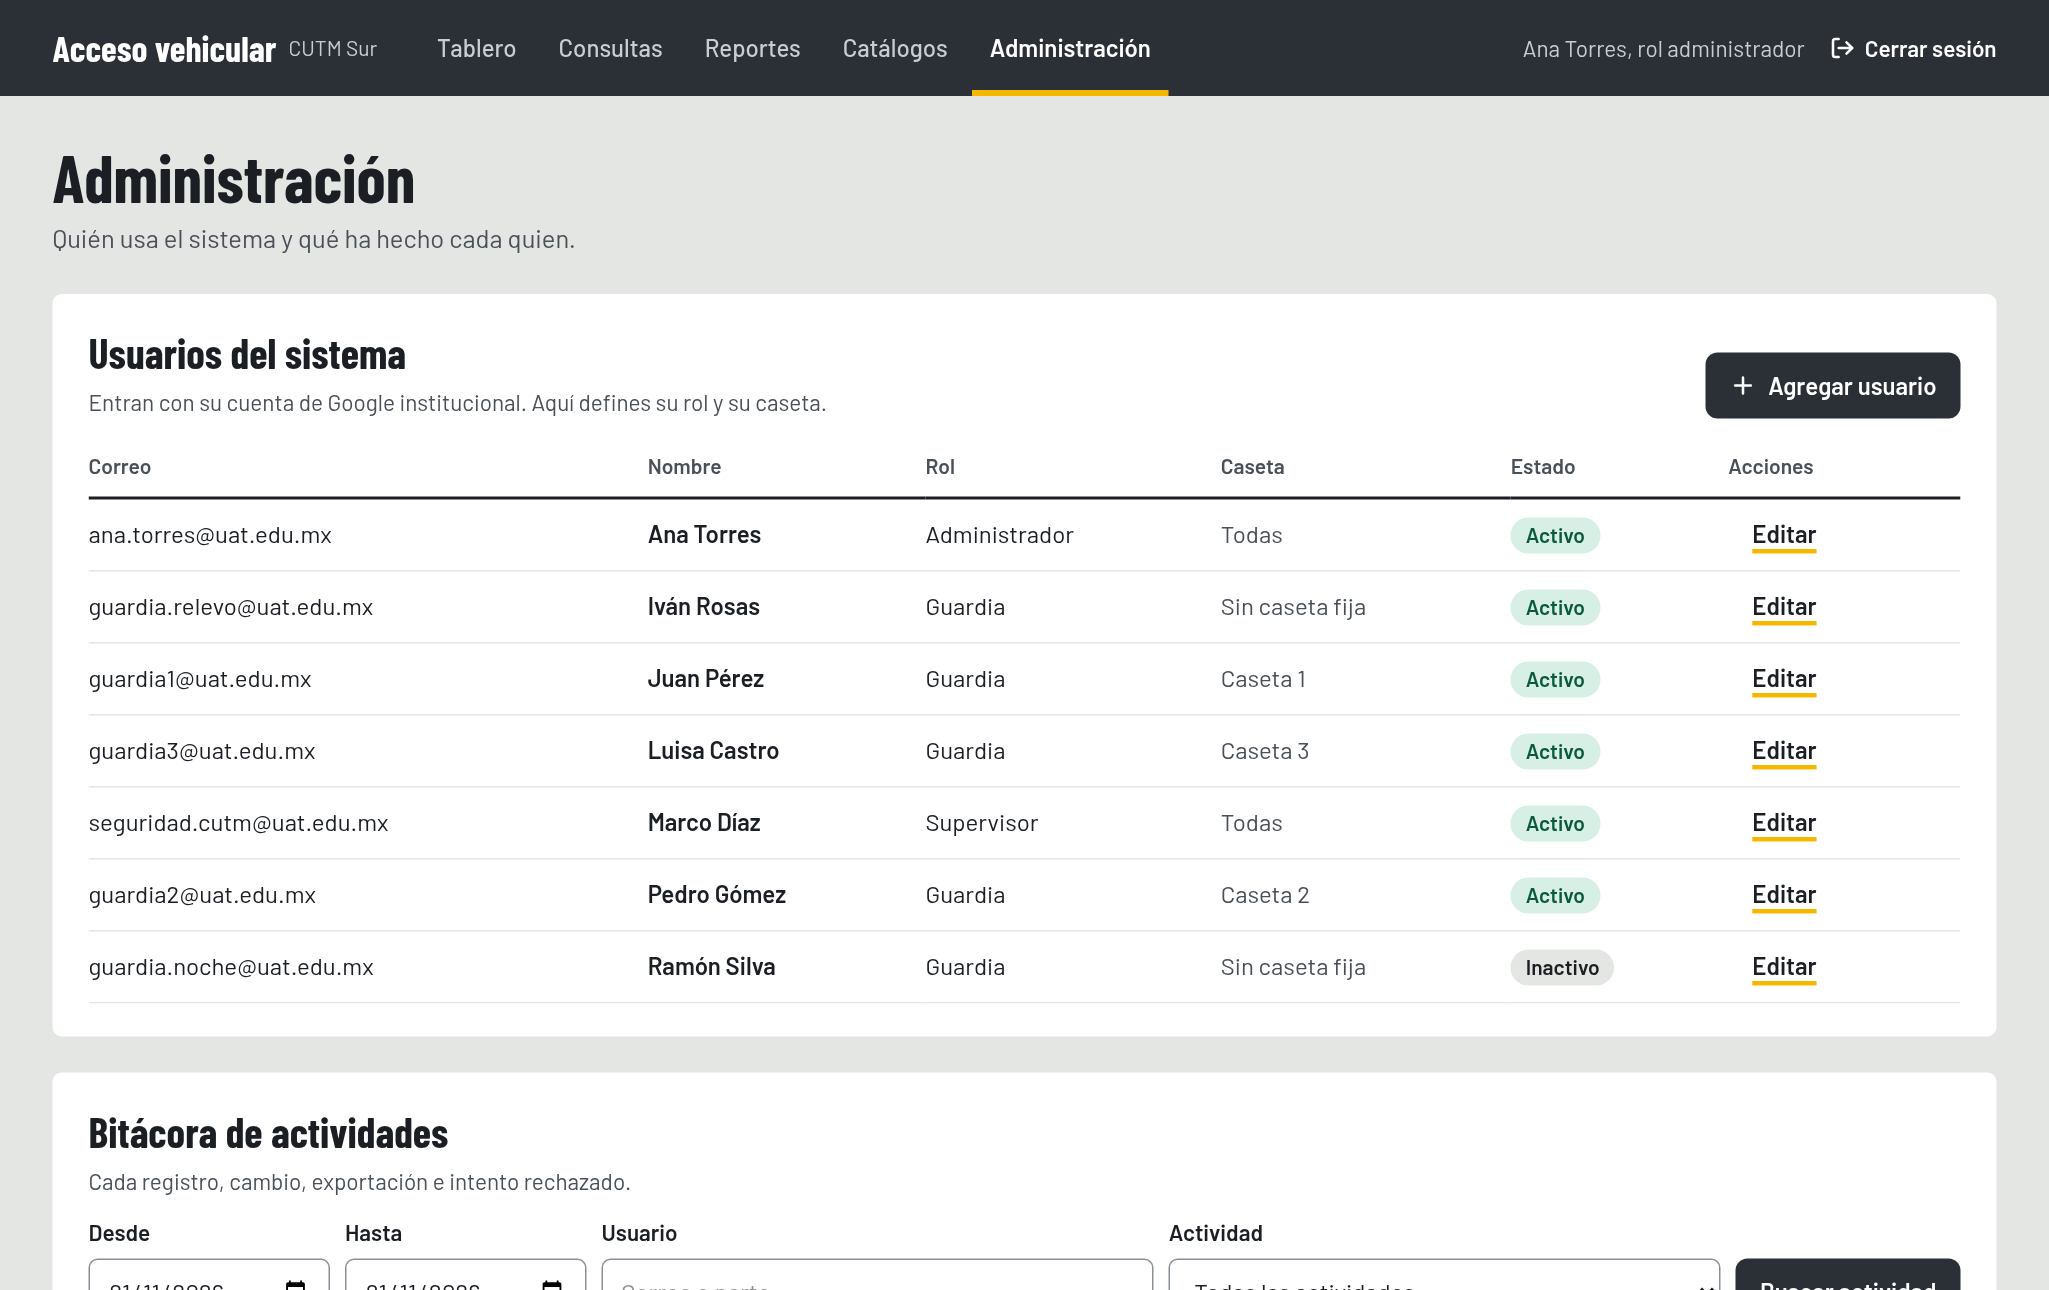 Acceso vehicular CUTM Sur Tablero Consultas Reportes Catálogos Administración Ana Torres, rol administrador Cerrar sesión
Administración
Quién usa el sistema y qué ha hecho cada quien.
Usuarios del sistema
Entran con su cuenta de Google institucional. Aquí defines su rol y su caseta.
+ Agregar usuario
Correo Nombre Rol Caseta Estado Acciones
ana.torres@uat.edu.mx Ana Torres Administrador Todas Activo Editar
guardia.relevo@uat.edu.mx Iván Rosas Guardia Sin caseta fija Activo Editar
guardia1@uat.edu.mx Juan Pérez Guardia Caseta 1 Activo Editar
guardia3@uat.edu.mx Luisa Castro Guardia Caseta 3 Activo Editar
seguridad.cutm@uat.edu.mx Marco Díaz Supervisor Todas Activo Editar
guardia2@uat.edu.mx Pedro Gómez Guardia Caseta 2 Activo Editar
guardia.noche@uat.edu.mx Ramón Silva Guardia Sin caseta fija Inactivo Editar
Bitácora de actividades
Cada registro, cambio, exportación e intento rechazado.
Desde Hasta Usuario Actividad
Todas las actividades Buscar actividad